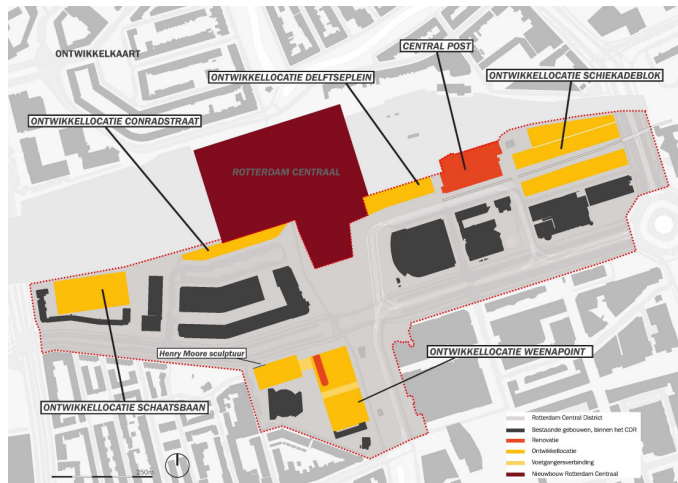 ONTWIKKELKAART
CENTRAL POST
ONTWIKKELLOCATIE DELFTSEPLEIN
ONTWIKKELLOCATIE SCHIEKADEBLOK
ONTWIKKELLOCATIE CONRADSTRAAT
ROTTERDAM CENTRAAL
Henry Moore sculptuur
ONTWIKKELLOCATIE WEENAPOINT
ONTWIKKELLOCATIE SCHAATSBAAN
Rotterdam Central District
Bestaande gebouwen, binnen het CDR
Renovatie
Ontwikkellocatie
Voetgangersverbinding
Nieuwbouw Rotterdam Centraal
250m